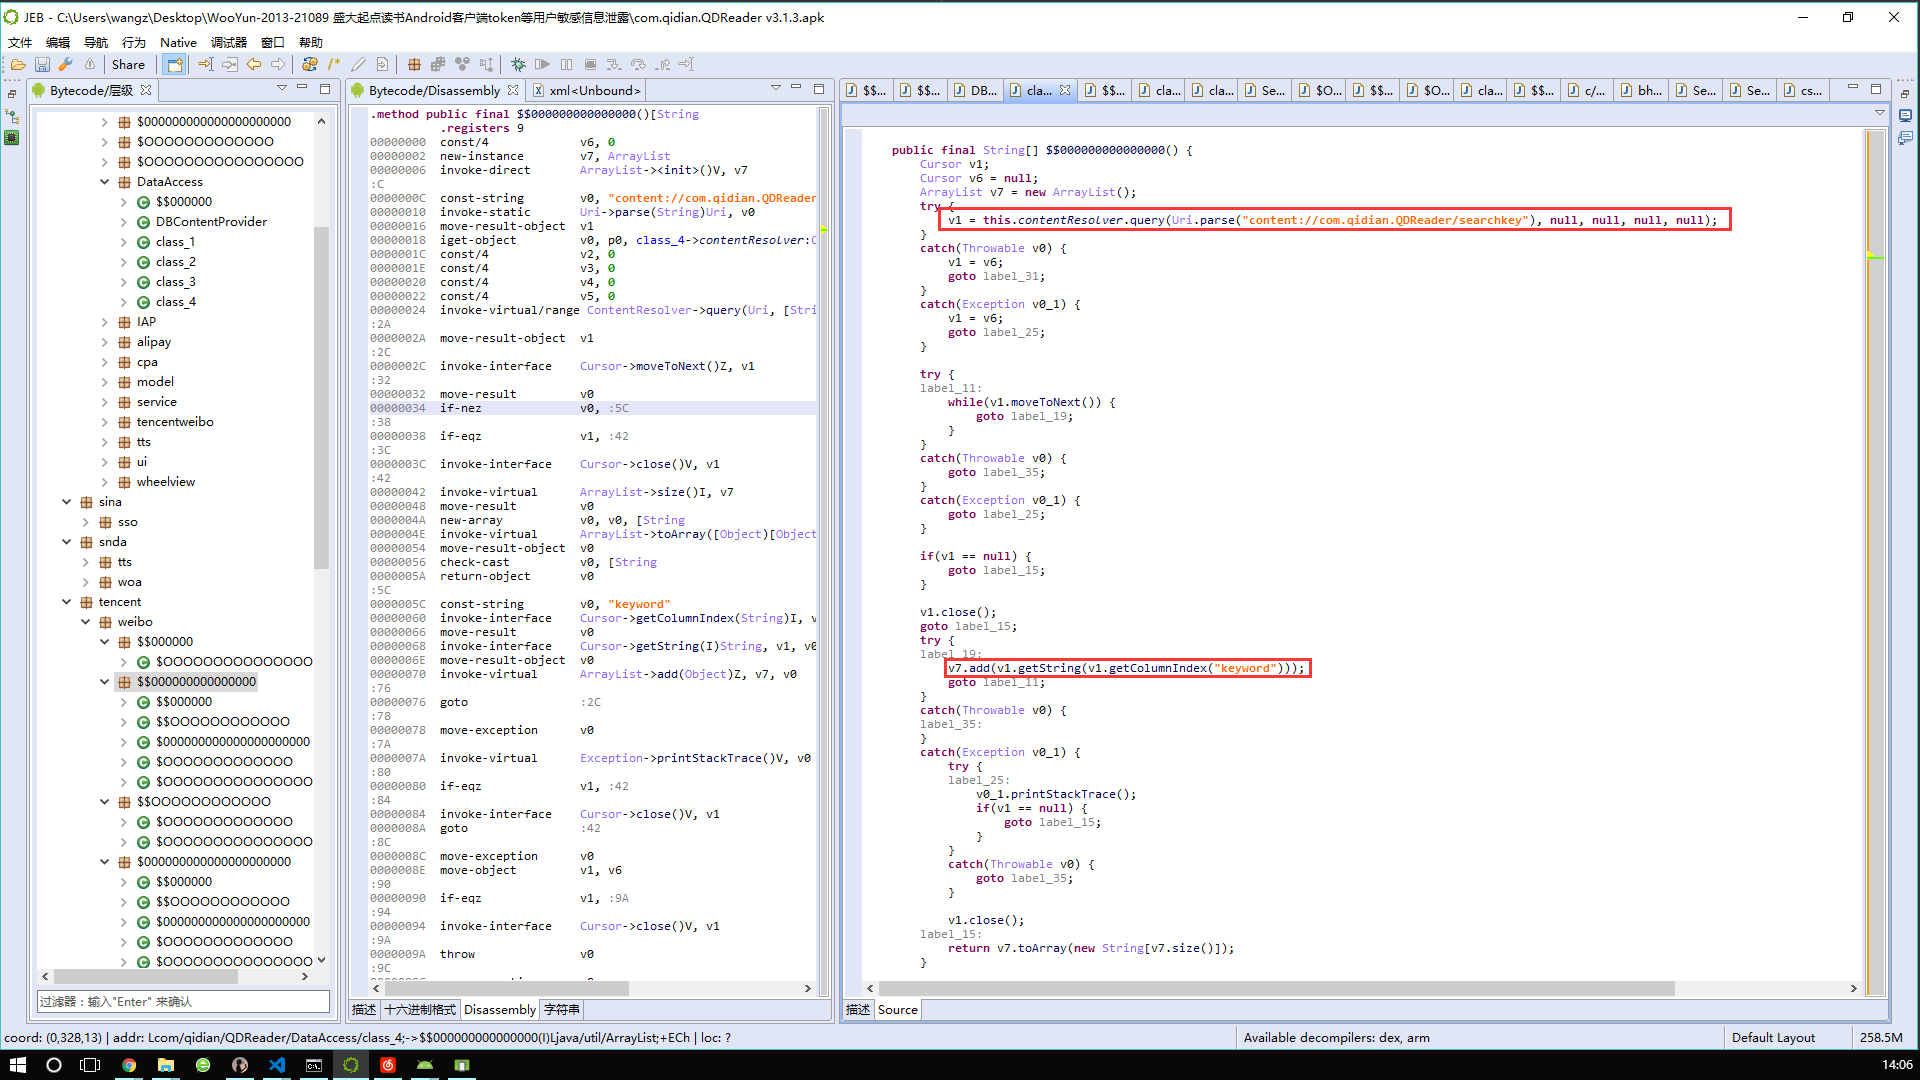 JEB - C:\Users\wangz\Desktop\WooYun-2013-21089 盛大起点读书Android客户端token等用户敏感信息泄露\com.qidian.QDReader v3.1.3.apk
文件 编辑 导航 行为 Native 调试器 窗口 帮助
Share
Bytecode/层级
$000000000000000000000
$OOOOOOOOOOOOO
$OOOOOOOOOOOOOOOO
DataAccess
$$000000
DBContentProvider
class_1
class_2
class_3
class_4
IAP
alipay
cpa
model
service
tencentweibo
tts
ui
wheelview
sina
sso
snda
tts
woa
tencent
weibo
$$000000
$OOOOOOOOOOOOOOO
$$000000000000000
$$000000
$$OOOOOOOOOOOO
$000000000000000000000
$OOOOOOOOOOOOO
$OOOOOOOOOOOOOOO
$$OOOOOOOOOOOO
$OOOOOOOOOOOOO
$OOOOOOOOOOOOOOO
$000000000000000000000
$$000000
$$OOOOOOOOOOOO
$000000000000000000000
$OOOOOOOOOOOOO
$OOOOOOOOOOOOOOO
过滤器：输入"Enter" 来确认
Bytecode/Disassembly xml<Unbound>
.method public final $$000000000000000()[String
.registers 9
00000000 const/4 v6, 0
00000002 new-instance v7, ArrayList
00000006 invoke-direct ArrayList-><init>()V, v7
:C
0000000C const-string v0, "content://com.qidian.QDReader
00000010 invoke-static Uri->parse(String)Uri, v0
00000016 move-result-object v1
00000018 iget-object v0, p0, class_4->contentResolver:
0000001C const/4 v2, 0
0000001E const/4 v3, 0
00000020 const/4 v4, 0
00000022 const/4 v5, 0
00000024 invoke-virtual/range ContentResolver->query(Uri, [Stri
:2A
0000002A move-result-object v1
:2C
0000002C invoke-interface Cursor->moveToNext()Z, v1
:32
00000032 move-result v0
00000034 if-nez v0, :5C
:38
00000038 if-eqz v1, :42
:3C
0000003C invoke-interface Cursor->close()V, v1
:42
00000042 invoke-virtual ArrayList->size()I, v7
00000048 move-result v0
0000004A new-array v0, v0, [String
0000004E invoke-virtual ArrayList->toArray([Object)[Object
00000054 move-result-object v0
00000056 check-cast v0, [String
0000005A return-object v0
:5C
0000005C const-string v0, "keyword"
00000060 invoke-interface Cursor->getColumnIndex(String)I, v
00000066 move-result v0
00000068 invoke-interface Cursor->getString(I)String, v1, v0
0000006E move-result-object v0
00000070 invoke-virtual ArrayList->add(Object)Z, v7, v0
:76
00000076 goto :2C
:78
00000078 move-exception v0
:7A
0000007A invoke-virtual Exception->printStackTrace()V, v0
:80
00000080 if-eqz v1, :42
:84
00000084 invoke-interface Cursor->close()V, v1
0000008A goto :42
:8C
0000008C move-exception v0
0000008E move-object v1, v6
:90
00000090 if-eqz v1, :9A
:94
00000094 invoke-interface Cursor->close()V, v1
:9A
0000009A throw v0
:9C
描述 十六进制格式 Disassembly 字符串
$$... $$... DB... cla... $$... cla... cla... Se... $O... $$... $O... cla... $$... c/... bh... Se... Se... cs...
public final String[] $$000000000000000() {
Cursor v1;
Cursor v6 = null;
ArrayList v7 = new ArrayList();
try {
v1 = this.contentResolver.query(Uri.parse("content://com.qidian.QDReader/searchkey"), null, null, null, null);
}
catch(Throwable v0) {
v1 = v6;
goto label_31;
}
catch(Exception v0_1) {
v1 = v6;
goto label_25;
}
try {
label_11:
while(v1.moveToNext()) {
goto label_19;
}
}
catch(Throwable v0) {
goto label_35;
}
catch(Exception v0_1) {
goto label_25;
}
if(v1 == null) {
goto label_15;
}
v1.close();
goto label_15;
try {
label_19:
v7.add(v1.getString(v1.getColumnIndex("keyword")));
goto label_11;
}
catch(Throwable v0) {
label_35:
}
catch(Exception v0_1) {
try {
label_25:
v0_1.printStackTrace();
if(v1 == null) {
goto label_15;
}
}
catch(Throwable v0) {
goto label_35;
}
v1.close();
label_15:
return v7.toArray(new String[v7.size()]);
}
描述 Source
coord: (0,328,13) | addr: Lcom/qidian/QDReader/DataAccess/class_4;->$$000000000000000(I)Ljava/util/ArrayList;+ECh | loc: ?
Available decompilers: dex, arm
Default Layout
258.5M
14:06